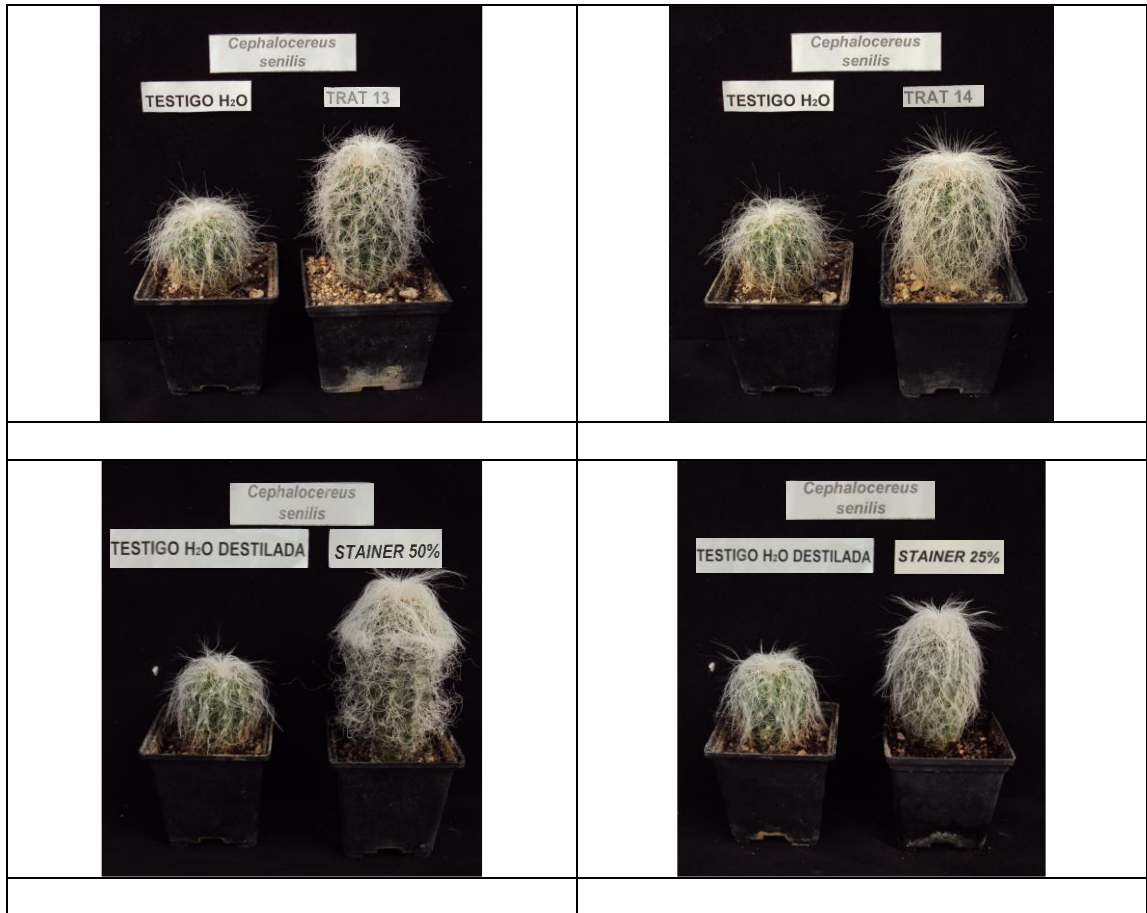 Cephalocereus
senilis
TESTIGO H₂O
TRAT 13
Cephalocereus
senilis
TESTIGO H₂O
TRAT 14
Cephalocereus
senilis
TESTIGO H₂O DESTILADA
STAINER 50%
Cephalocereus
senilis
TESTIGO H₂O DESTILADA
STAINER 25%